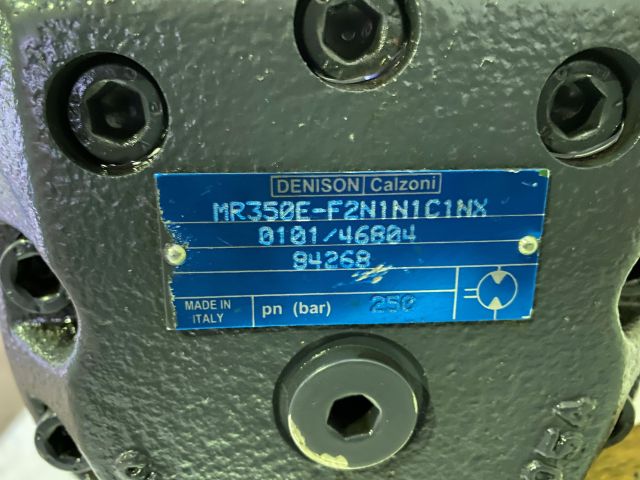 DENISON Calzoni
MR350E-F2N1N1C1NX
0101/46804
84268
MADE IN
ITALY
pn (bar) 250